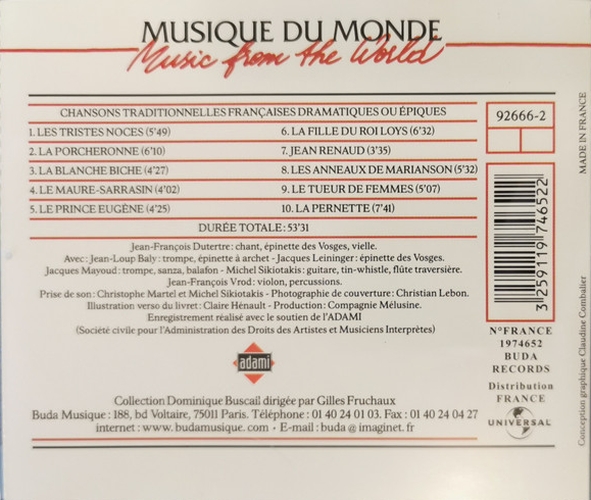 MUSIQUE DU MONDE
Music from the World
CHANSONS TRADITIONNELLES FRANÇAISES DRAMATIQUES OU ÉPIQUES
1. LES TRISTES NOCES (5'49)
2. LA PORCHERONNE (6'10)
3. LA BLANCHE BICHE (4'27)
4. LE MAURE-SARRASIN (4'02)
5. LE PRINCE EUGÈNE (4'25)
6. LA FILLE DU ROI LOYS (6'32)
7. JEAN RENAUD (3'35)
8. LES ANNEAUX DE MARIANSON (5'32)
9. LE TUEUR DE FEMMES (5'07)
10. LA PERNETTE (7'41)
DURÉE TOTALE : 53'31
Jean-François Dutertre : chant, épinette des Vosges, vielle.
Avec : Jean-Loup Baly : trompe, épinette à archet - Jacques Leininger : épinette des Vosges.
Jacques Mayoud : trompe, sanza, balafon - Michel Sikiotakis : guitare, tin-whistle, flûte traversière.
Jean-François Vrod : violon, percussions.
Prise de son : Christophe Martel et Michel Sikiotakis - Photographie de couverture : Christian Lebon.
Illustration verso du livret : Claire Hénault - Production : Compagnie Mélusine.
Enregistrement réalisé avec le soutien de l'ADAMI
(Société civile pour l'Administration des Droits des Artistes et Musiciens Interprètes)
adami
Collection Dominique Buscail dirigée par Gilles Fruchaux
Buda Musique : 188, bd Voltaire, 75011 Paris. Téléphone : 01 40 24 01 03. Fax : 01 40 24 04 27
internet : www.budamusique.com - E-mail : buda @ imaginet.fr
92666-2
3 259119 746522
N° FRANCE
1974652
BUDA
RECORDS
Distribution
FRANCE
UNIVERSAL
MADE IN FRANCE
Conception graphique Claudine Combalier